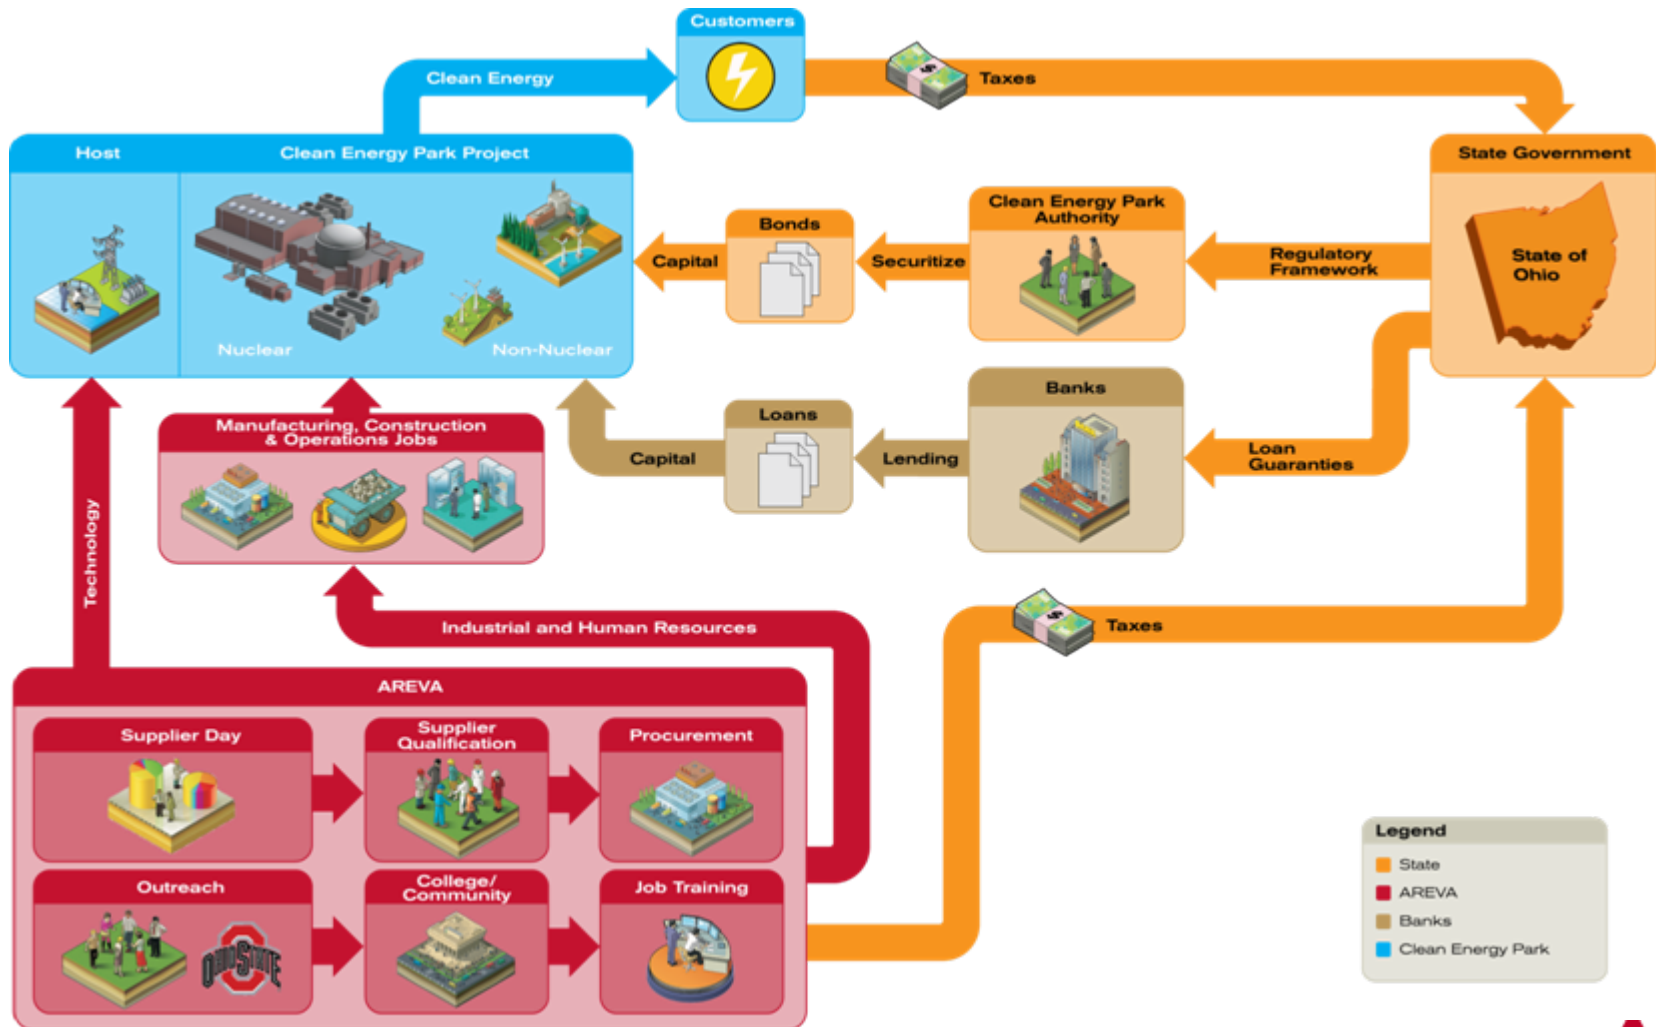 Customers
Clean Energy
Taxes
Host
Clean Energy Park Project
State Government
Clean Energy Park
Authority
Bonds
Capital
Securitize
Regulatory
Framework
State of
Ohio
Nuclear
Non-Nuclear
Banks
Loans
Manufacturing, Construction
& Operations Jobs
Capital
Lending
Loan
Guaranties
Technology
Industrial and Human Resources
Taxes
AREVA
Supplier Day
Supplier
Qualification
Procurement
Outreach
OHIO STATE
College/
Community
Job Training
Legend
State
AREVA
Banks
Clean Energy Park